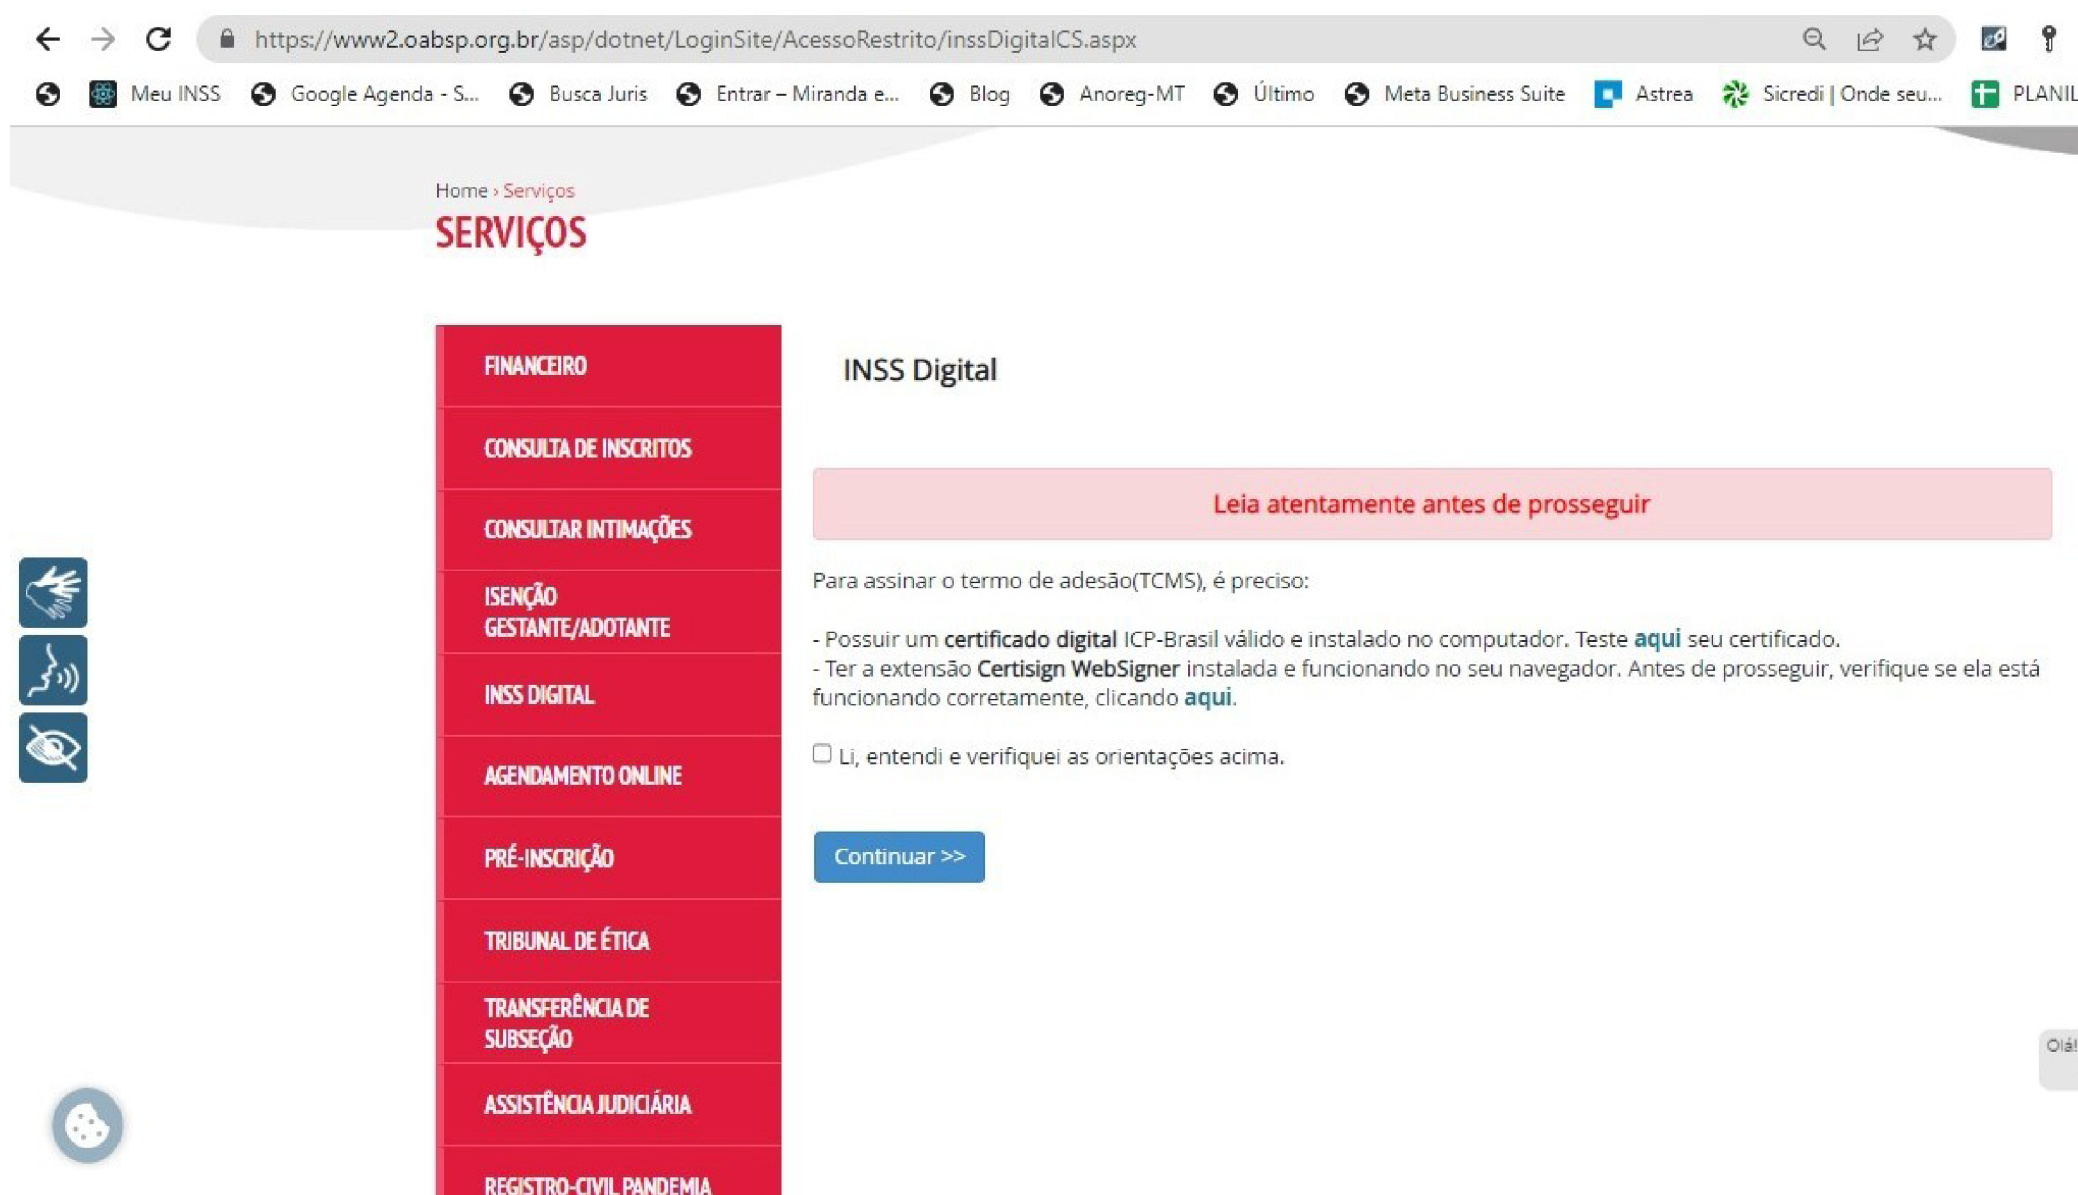 https://www2.oabsp.org.br/asp/dotnet/LoginSite/AcessoRestrito/inssDigitalCS.aspx
Meu INSS Google Agenda - S... Busca Juris Entrar – Miranda e... Blog Anoreg-MT Último Meta Business Suite Astrea Sicredi | Onde seu... PLANIL
Home › Serviços
SERVIÇOS
FINANCEIRO
CONSULTA DE INSCRITOS
CONSULTAR INTIMAÇÕES
ISENÇÃO
GESTANTE/ADOTANTE
INSS DIGITAL
AGENDAMENTO ONLINE
PRÉ-INSCRIÇÃO
TRIBUNAL DE ÉTICA
TRANSFERÊNCIA DE
SUBSEÇÃO
ASSISTÊNCIA JUDICIÁRIA
REGISTRO-CIVIL PANDEMIA
INSS Digital
Leia atentamente antes de prosseguir
Para assinar o termo de adesão(TCMS), é preciso:
- Possuir um certificado digital ICP-Brasil válido e instalado no computador. Teste aqui seu certificado.
- Ter a extensão Certisign WebSigner instalada e funcionando no seu navegador. Antes de prosseguir, verifique se ela está
funcionando corretamente, clicando aqui.
Li, entendi e verifiquei as orientações acima.
Continuar >>
Olá!